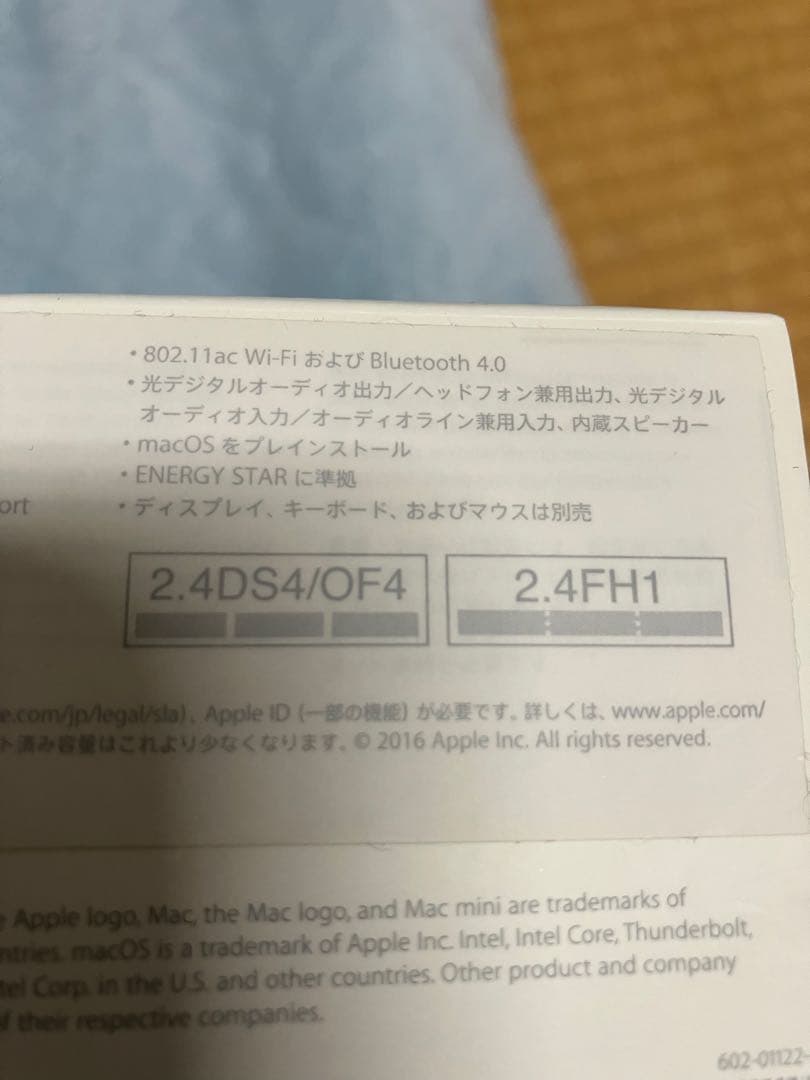 ・802.11ac Wi-Fi および Bluetooth 4.0
・光デジタルオーディオ出力／ヘッドフォン兼用出力、光デジタル
オーディオ入力／オーディオライン兼用入力、内蔵スピーカー
・macOS をプレインストール
・ENERGY STAR に準拠
ort
・ディスプレイ、キーボード、およびマウスは別売
2.4DS4/OF4 2.4FH1
e.com/jp/legal/sla)、Apple ID（一部の機能）が必要です。詳しくは、www.apple.com/
ト済み容量はこれより少なくなります。© 2016 Apple Inc. All rights reserved.
e Apple logo, Mac, the Mac logo, and Mac mini are trademarks of
ntries. macOS is a trademark of Apple Inc. Intel, Intel Core, Thunderbolt,
tel Corp. in the U.S. and other countries. Other product and company
f their respective companies.
602-01122-